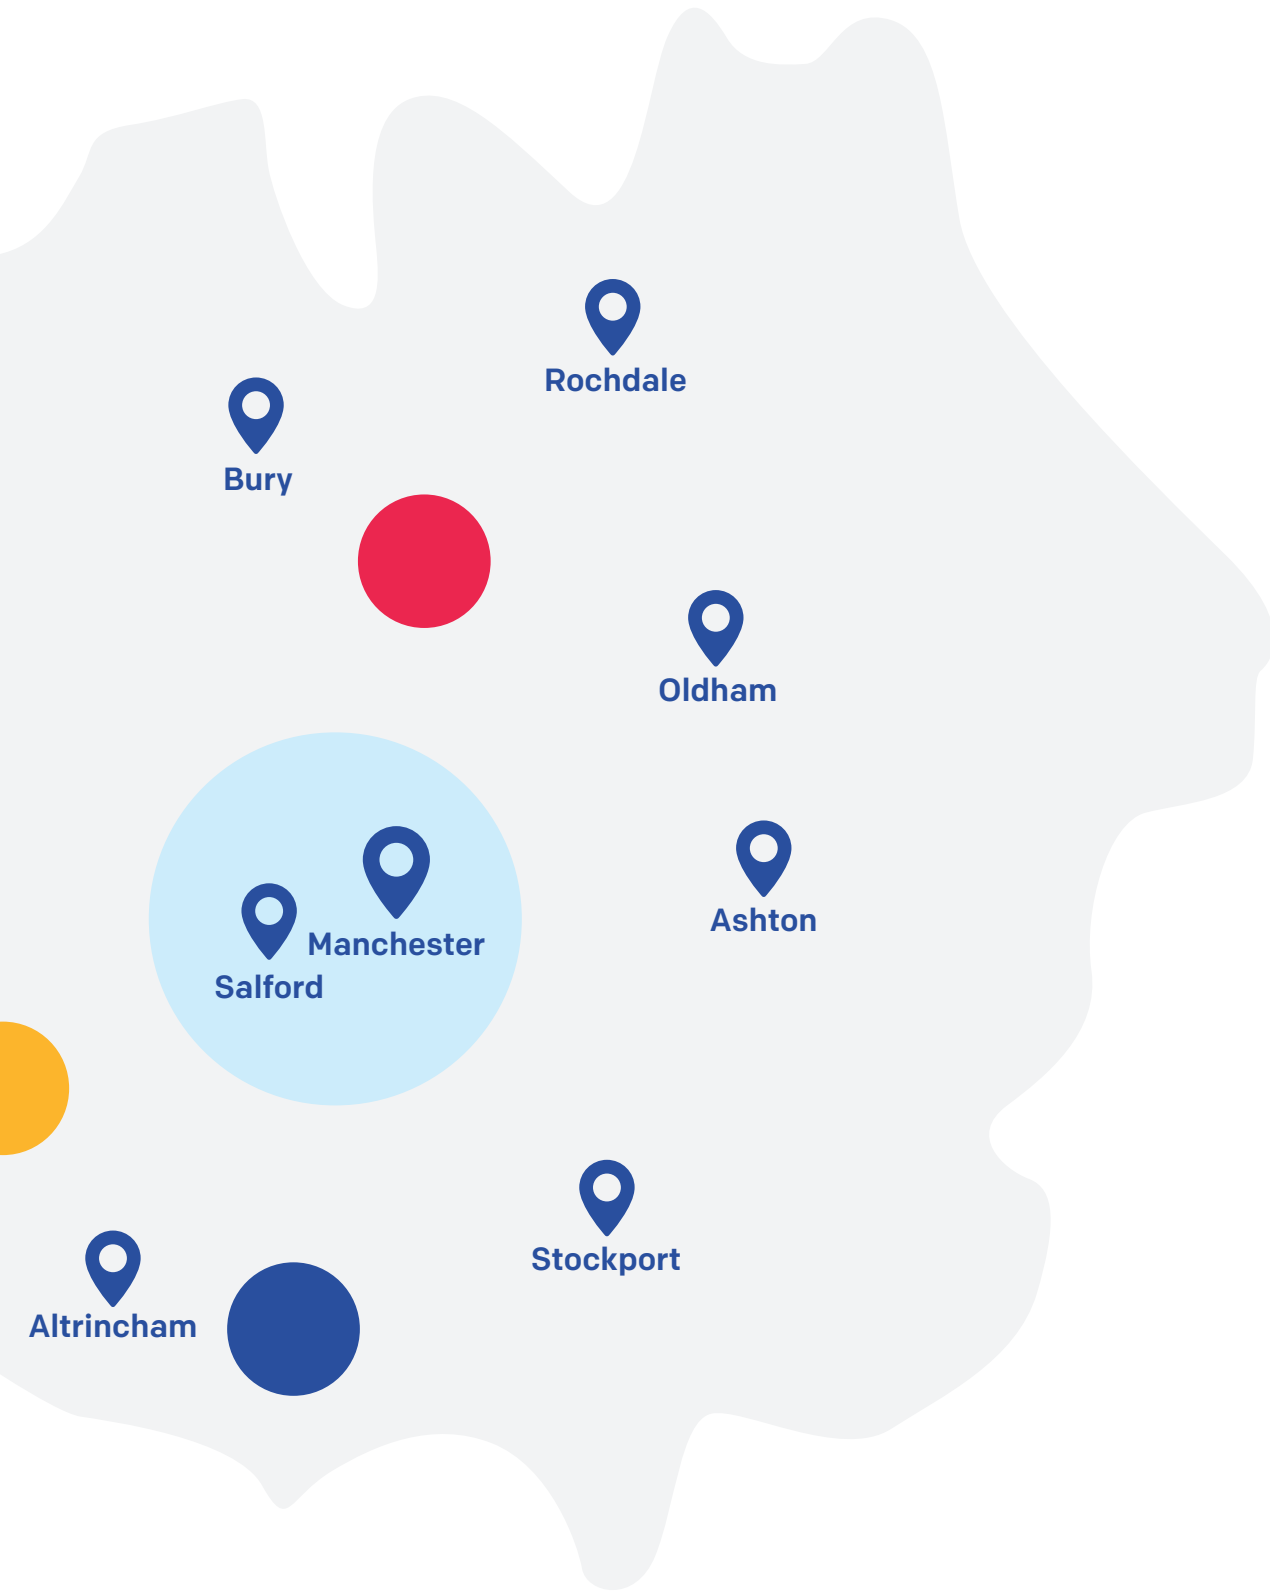 Rochdale
Bury
Oldham
Ashton
Manchester
Salford
Stockport
Altrincham